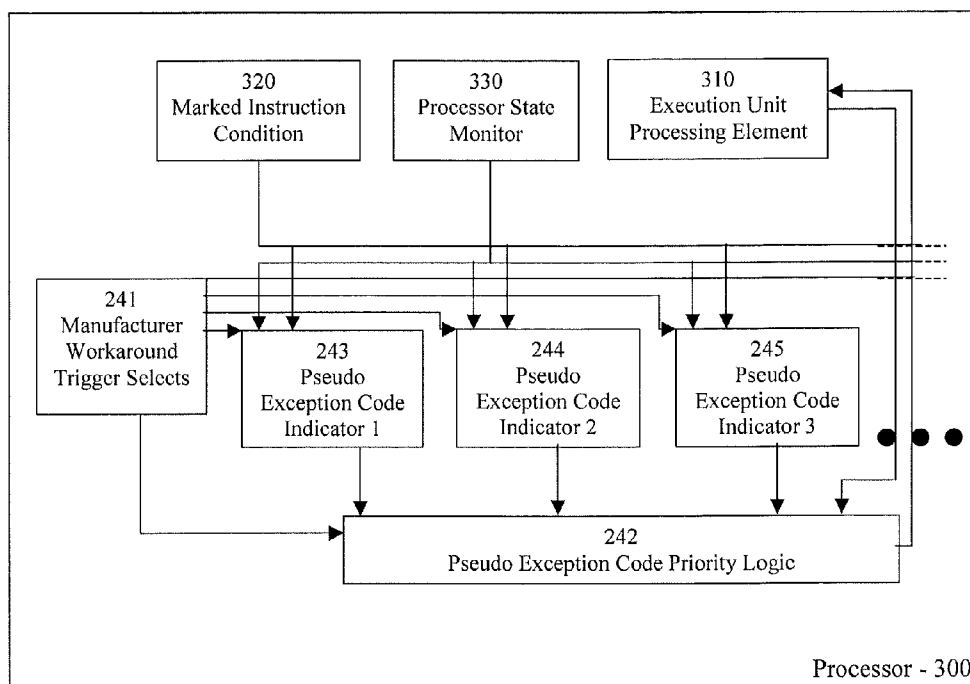 320
Marked Instruction
Condition
330
Processor State
Monitor
310
Execution Unit
Processing Element
241
Manufacturer
Workaround
Trigger Selects
243
Pseudo
Exception Code
Indicator 1
244
Pseudo
Exception Code
Indicator 2
245
Pseudo
Exception Code
Indicator 3
242
Pseudo Exception Code Priority Logic
Processor - 300